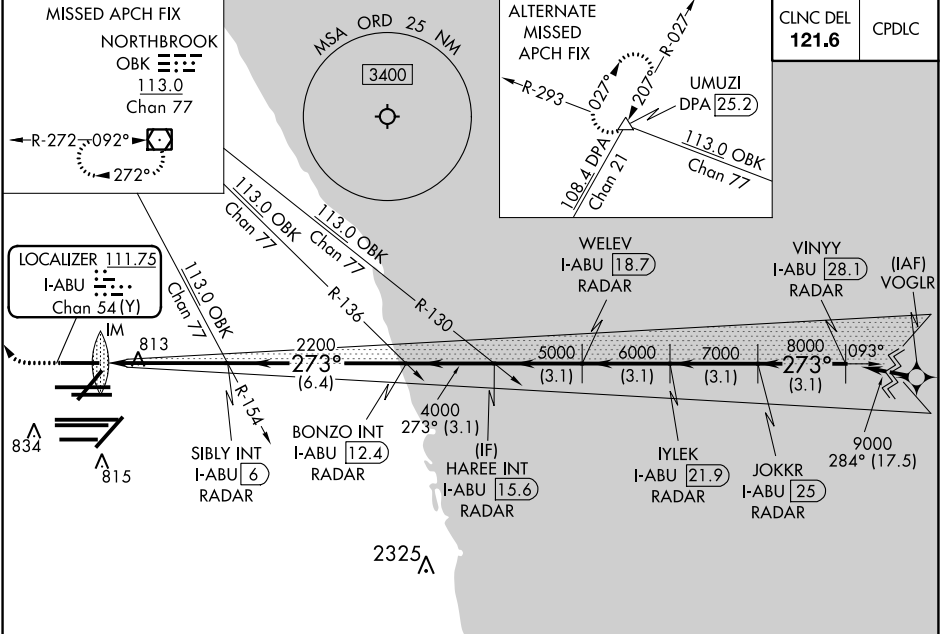 MISSED APCH FIX
NORTHBROOK
OBK
113.0
Chan 77
R-272
092°
272°
MSA ORD 25 NM
3400
ALTERNATE
MISSED
APCH FIX
R-027
R-293
027°
207°
UMUZI
DPA 25.2
108.4 DPA
Chan 21
113.0 OBK
Chan 77
CLNC DEL
121.6
CPDLC
LOCALIZER 111.75
I-ABU
Chan 54 (Y)
113.0 OBK
Chan 77
113.0 OBK
Chan 77
113.0 OBK
Chan 77
R-136
R-130
R-154
WELEV
I-ABU 18.7
RADAR
VINYY
I-ABU 28.1
RADAR
(IAF)
VOGLR
IM
813
2200
273°
(6.4)
4000
273° (3.1)
5000
(3.1)
6000
(3.1)
7000
(3.1)
8000
273°
(3.1)
093°
9000
284° (17.5)
834
815
SIBLY INT
I-ABU 6
RADAR
BONZO INT
I-ABU 12.4
RADAR
(IF)
HAREE INT
I-ABU 15.6
RADAR
IYLEK
I-ABU 21.9
RADAR
JOKKR
I-ABU 25
RADAR
2325